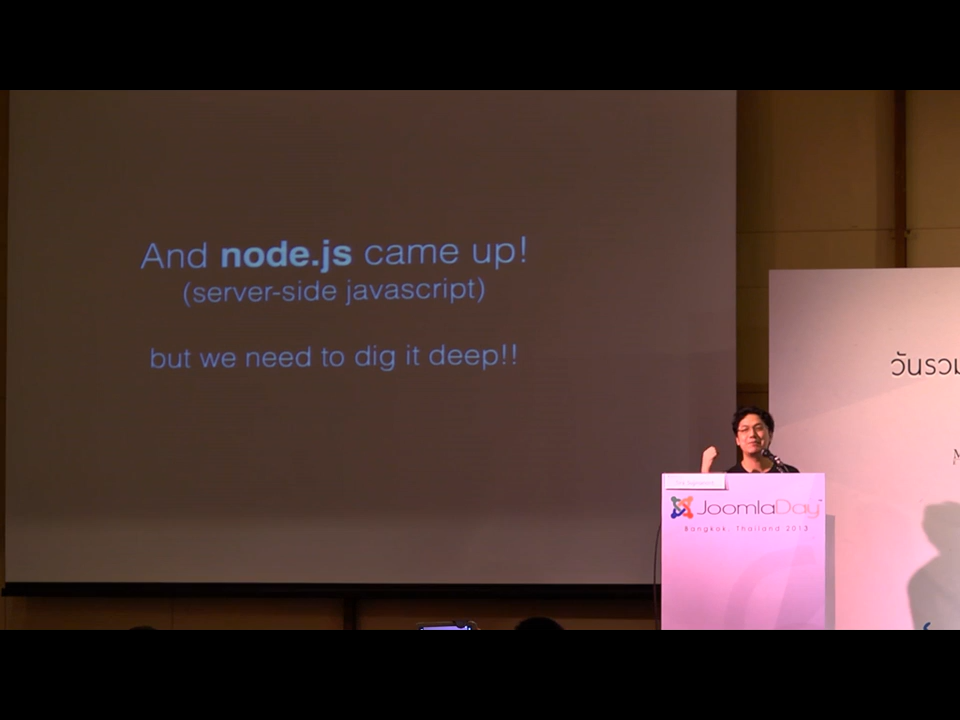 And node.js came up!
(server-side javascript)
but we need to dig it deep!!
วันรวม
JoomlaDay™
Bangkok, Thailand 2013